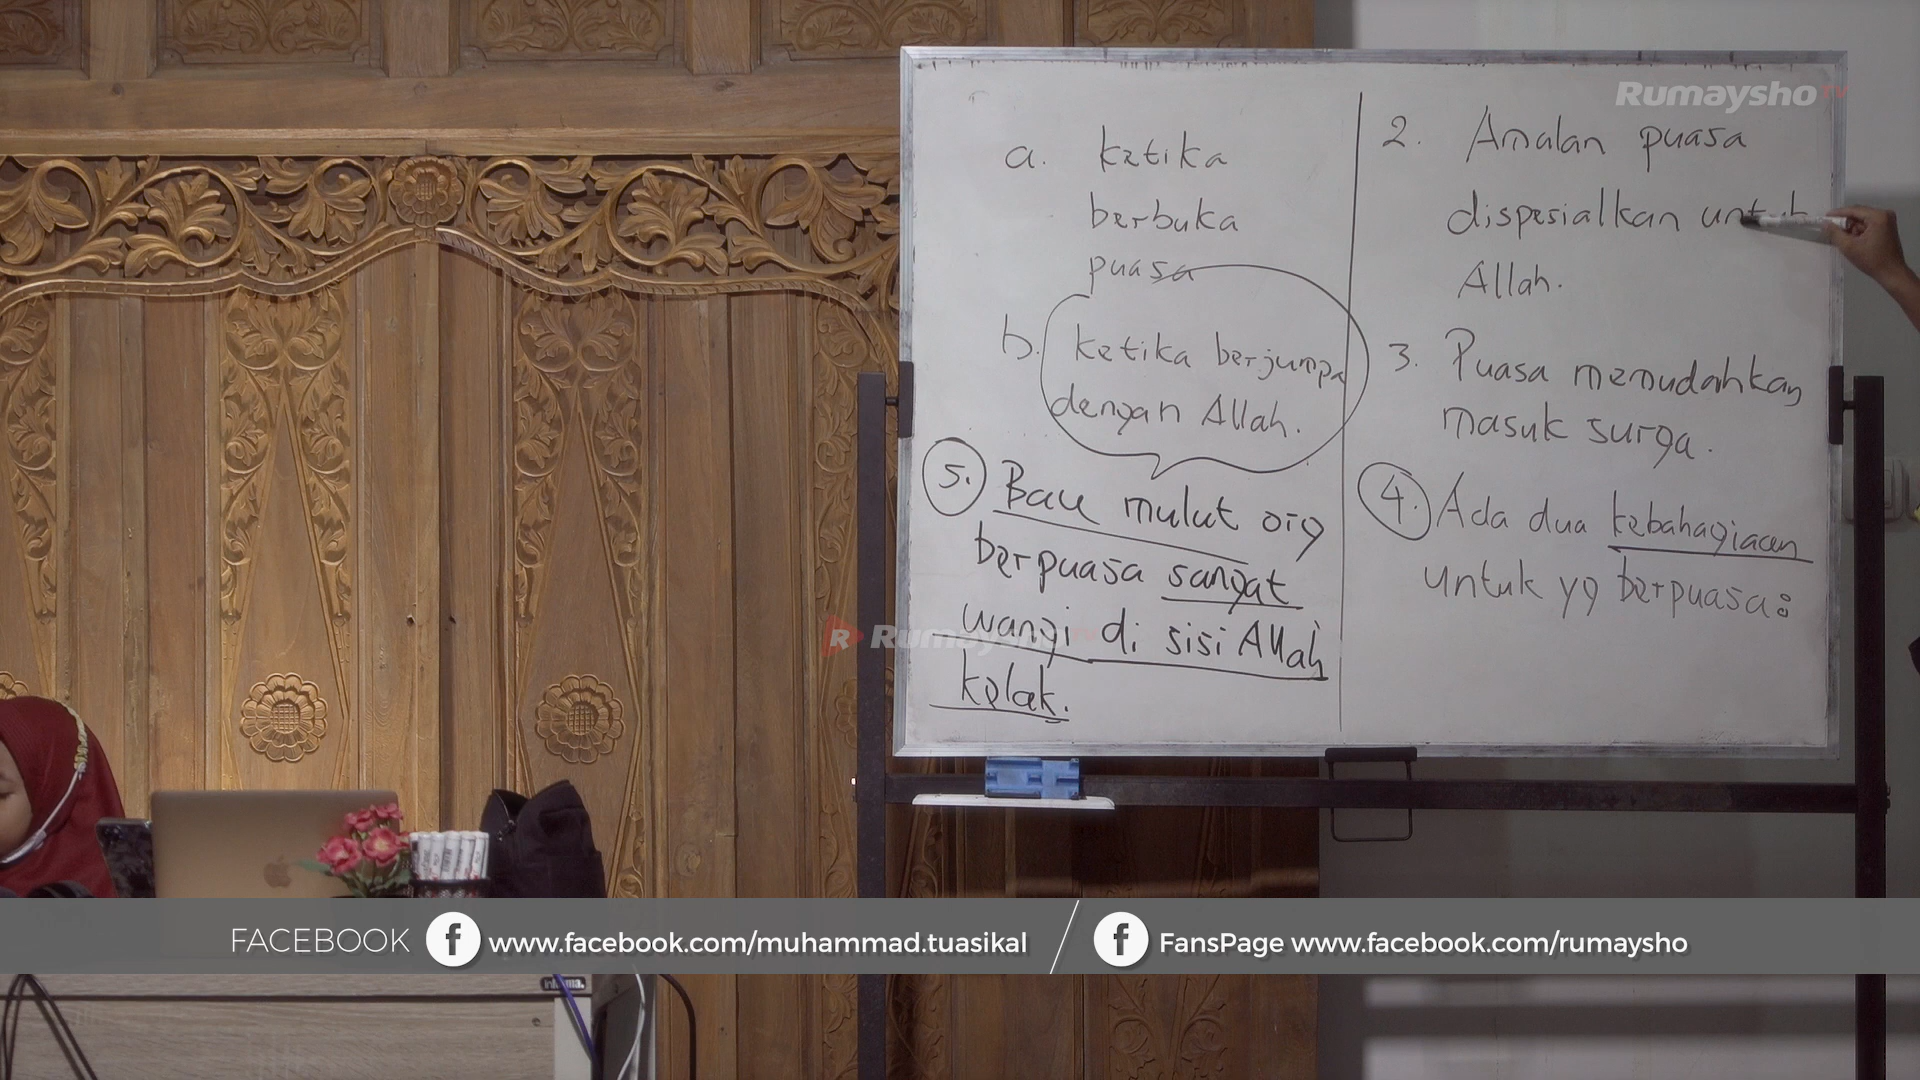 Rumaysho TV
2. Amalan puasa
dispesialkan untuk
Allah.
3. Puasa memudahkan
masuk surga.
4. Ada dua kebahagiaan
untuk yg berpuasa:
a. ketika
berbuka
puasa
b. ketika berjumpa
dengan Allah.
5. Bau mulut org
berpuasa sangat
wangi di sisi Allah
kelak.
R Rumaysho
FACEBOOK f www.facebook.com/muhammad.tuasikal / f FansPage www.facebook.com/rumaysho
informa.